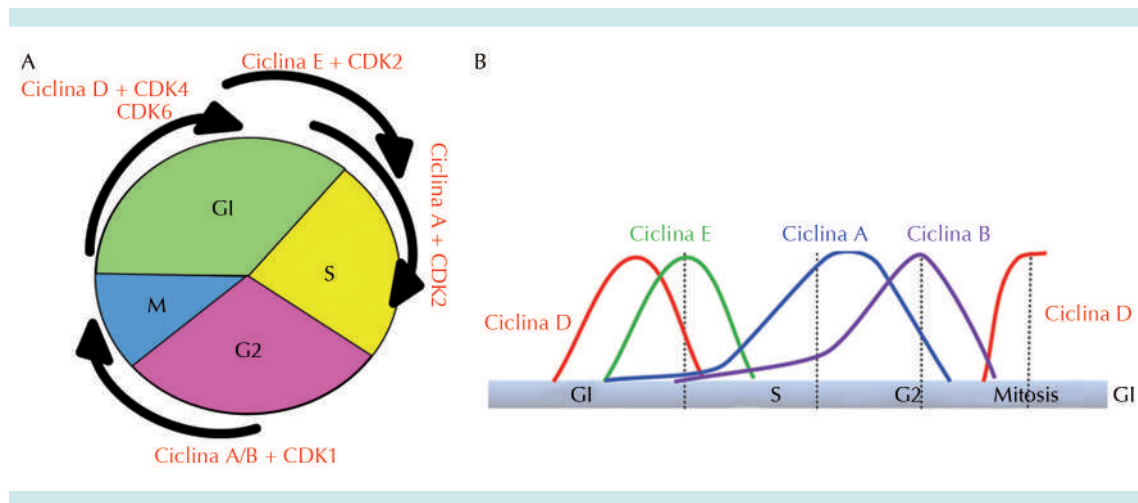 A
Ciclina E + CDK2
Ciclina D + CDK4
CDK6
Ciclina A + CDK2
GI
S
M
G2
Ciclina A/B + CDK1
B
Ciclina E
Ciclina A
Ciclina B
Ciclina D
Ciclina D
GI
S
G2
Mitosis
GI